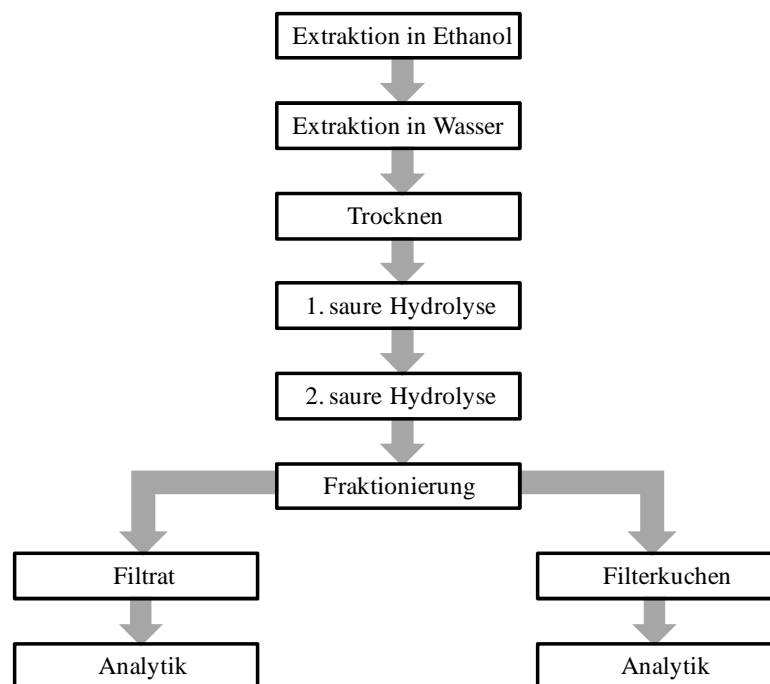 Extraktion in Ethanol
Extraktion in Wasser
Trocknen
1. saure Hydrolyse
2. saure Hydrolyse
Fraktionierung
Filtrat
Filterkuchen
Analytik
Analytik